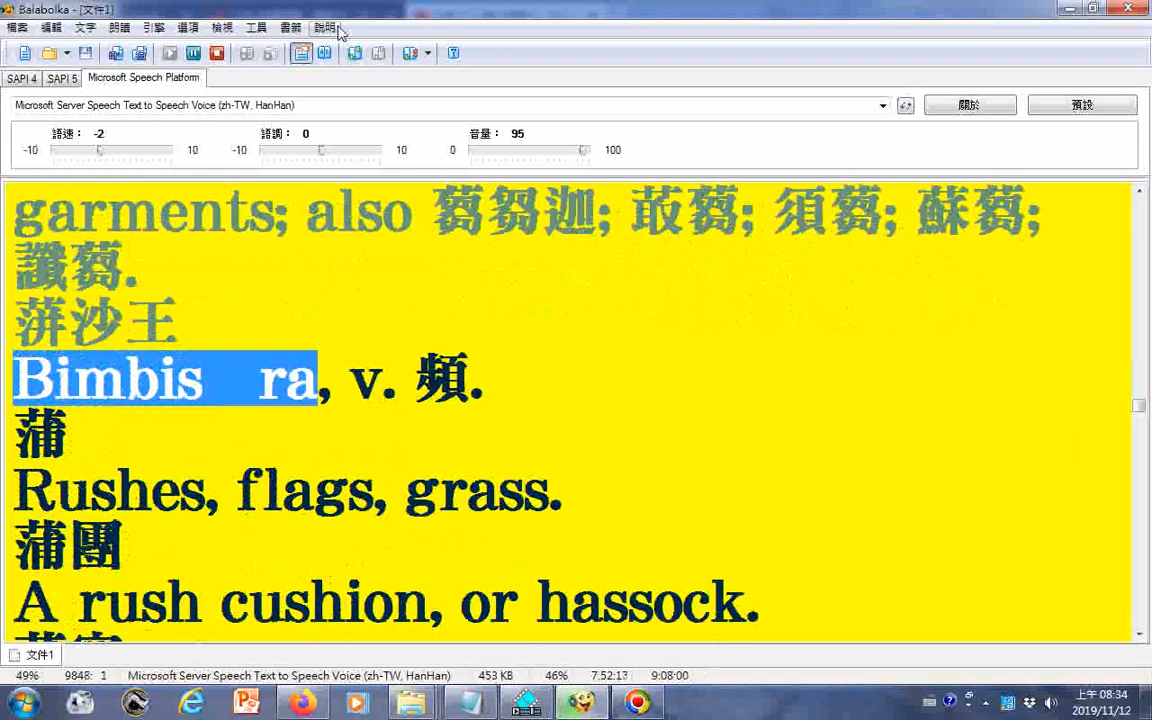 Balabolka - [文件1]
檔案 編輯 文字 朗讀 引擎 選項 檢視 工具 書籤 說明
SAPI 4 SAPI 5 Microsoft Speech Platform
Microsoft Server Speech Text to Speech Voice (zh-TW, HanHan) 關於 預設
語速： -2 語調： 0 音量： 95
-10 10 -10 10 0 100
garments; also 蒭芻迦; 菆蒭; 須蒭; 蘇蒭;
讖蒭.
蓱沙王
Bimbis ra, v. 頻.
蒲
Rushes, flags, grass.
蒲團
A rush cushion, or hassock.
文件1
49% 9848: 1 Microsoft Server Speech Text to Speech Voice (zh-TW, HanHan) 453 KB 46% 7:52:13 9:08:00
上午 08:34
2019/11/12